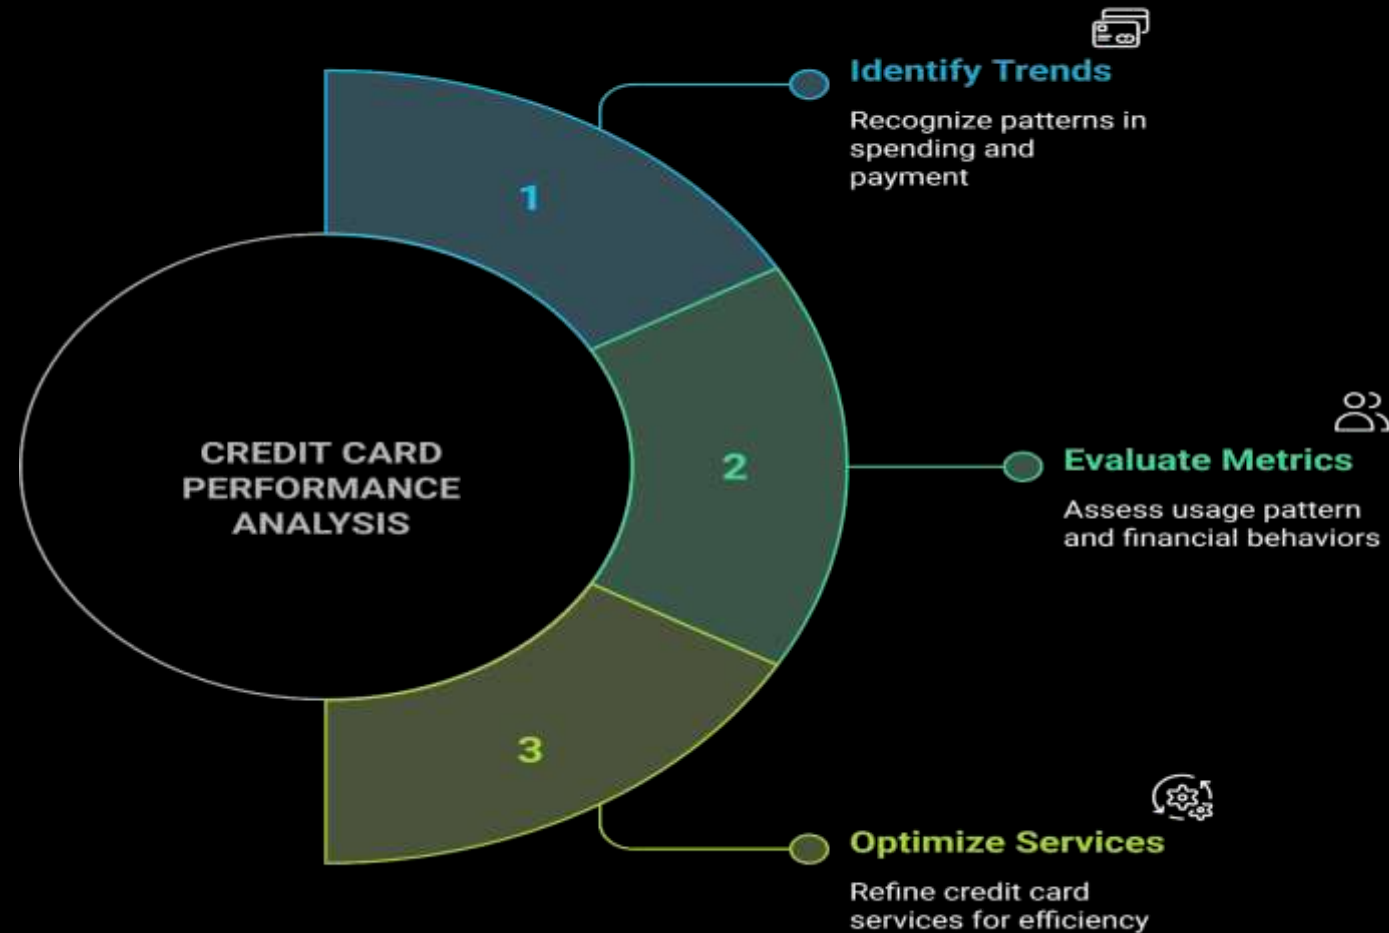 Identify Trends
Recognize patterns in
spending and
payment
1
CREDIT CARD
PERFORMANCE
ANALYSIS
2
Evaluate Metrics
Assess usage pattern
and financial behaviors
3
Optimize Services
Refine credit card
services for efficiency